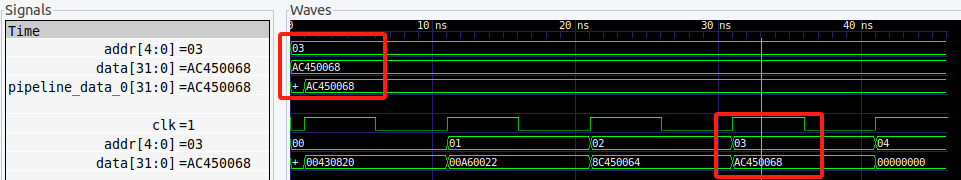 Signals
Waves
Time
0 10 ns 20 ns 30 ns 40 ns
addr[4:0] =03 03
data[31:0] =AC450068 AC450068
pipeline_data_0[31:0] =AC450068 + AC450068
clk =1
addr[4:0] =03 00 01 02 03 04
data[31:0] =AC450068 + 00430820 00A60022 8C450064 AC450068 00000000